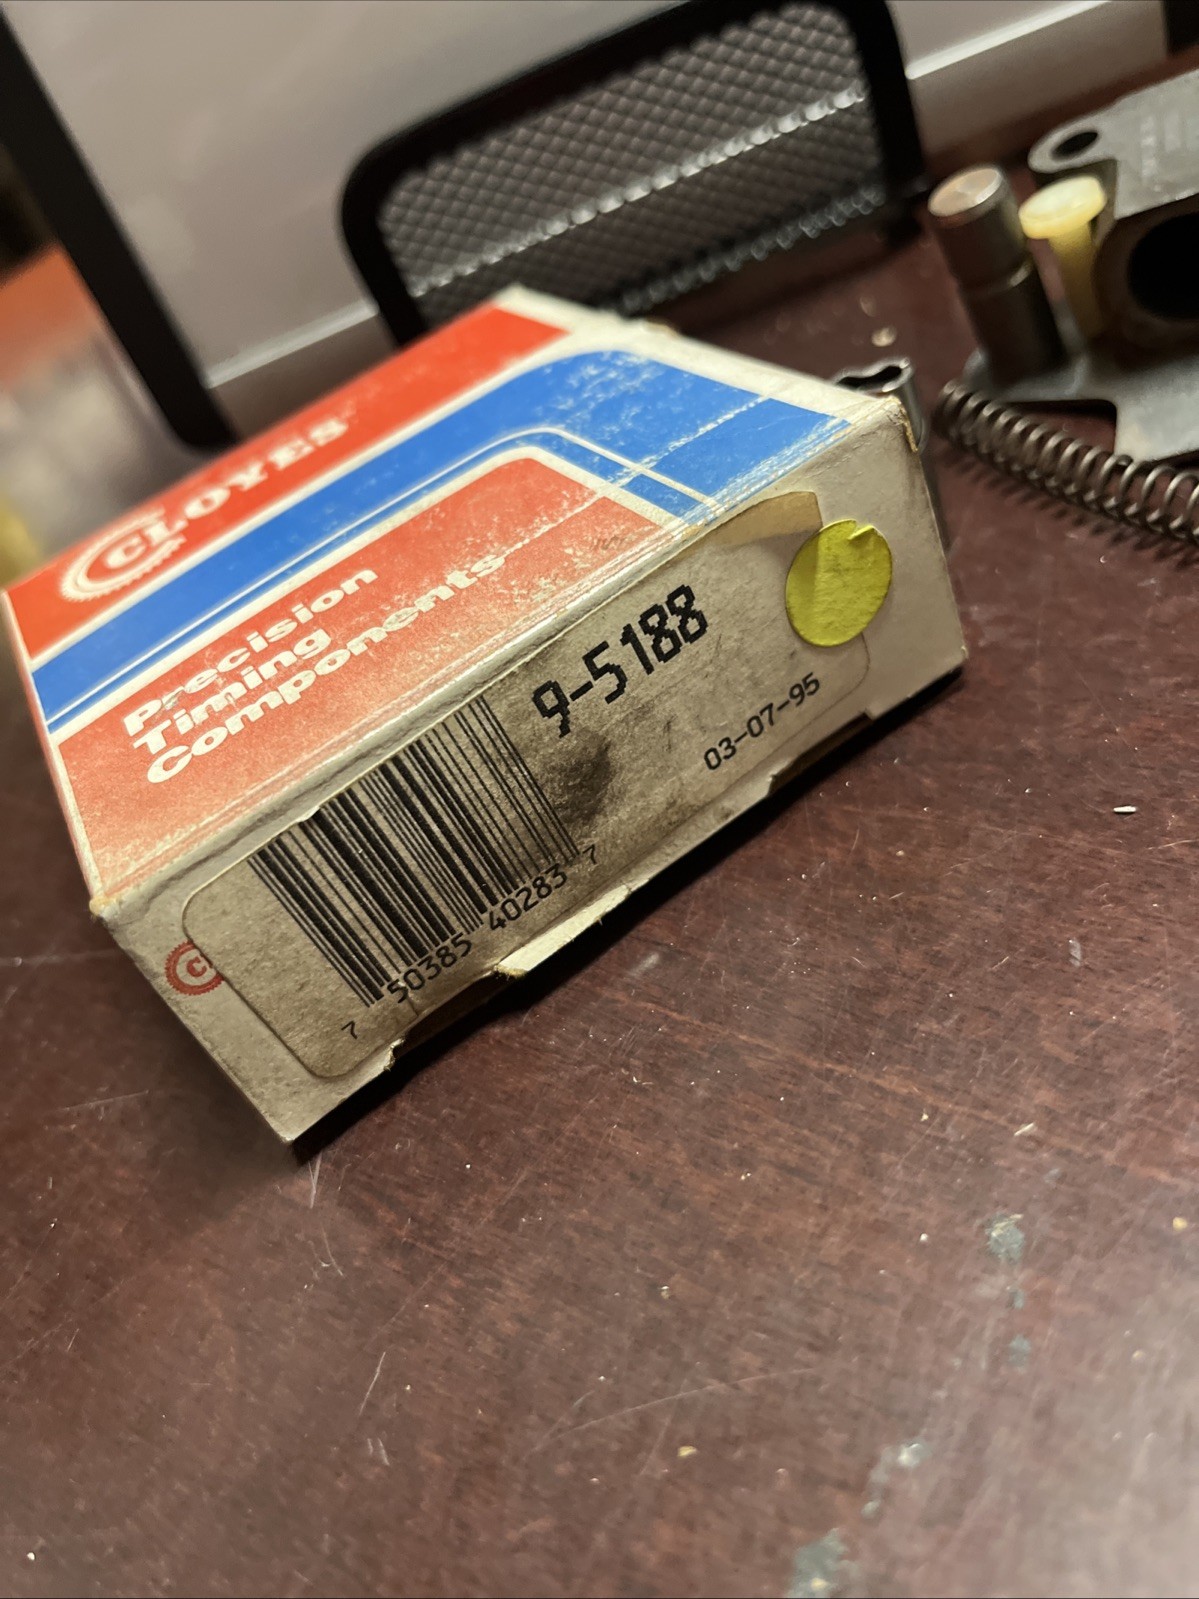 CLOYES
Precision
Timing
Components
9-5188
03-07-95
7 50385 40283 7
C